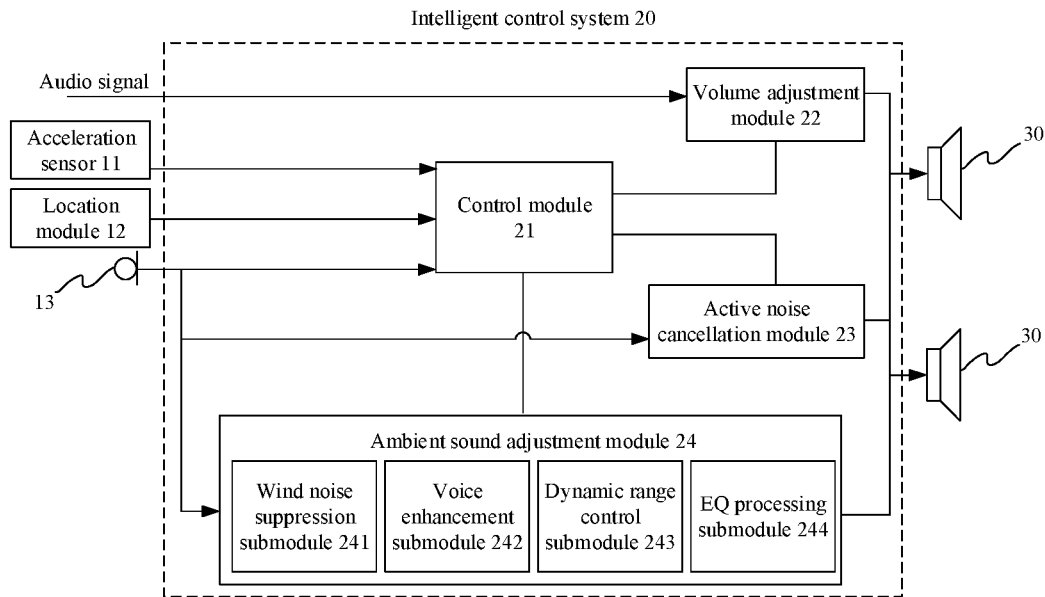 Intelligent control system 20
Audio signal
Volume adjustment
module 22
30
Acceleration
sensor 11
Location
module 12
Control module
21
13
Active noise
cancellation module 23
30
Ambient sound adjustment module 24
Wind noise
suppression
submodule 241
Voice
enhancement
submodule 242
Dynamic range
control
submodule 243
EQ processing
submodule 244